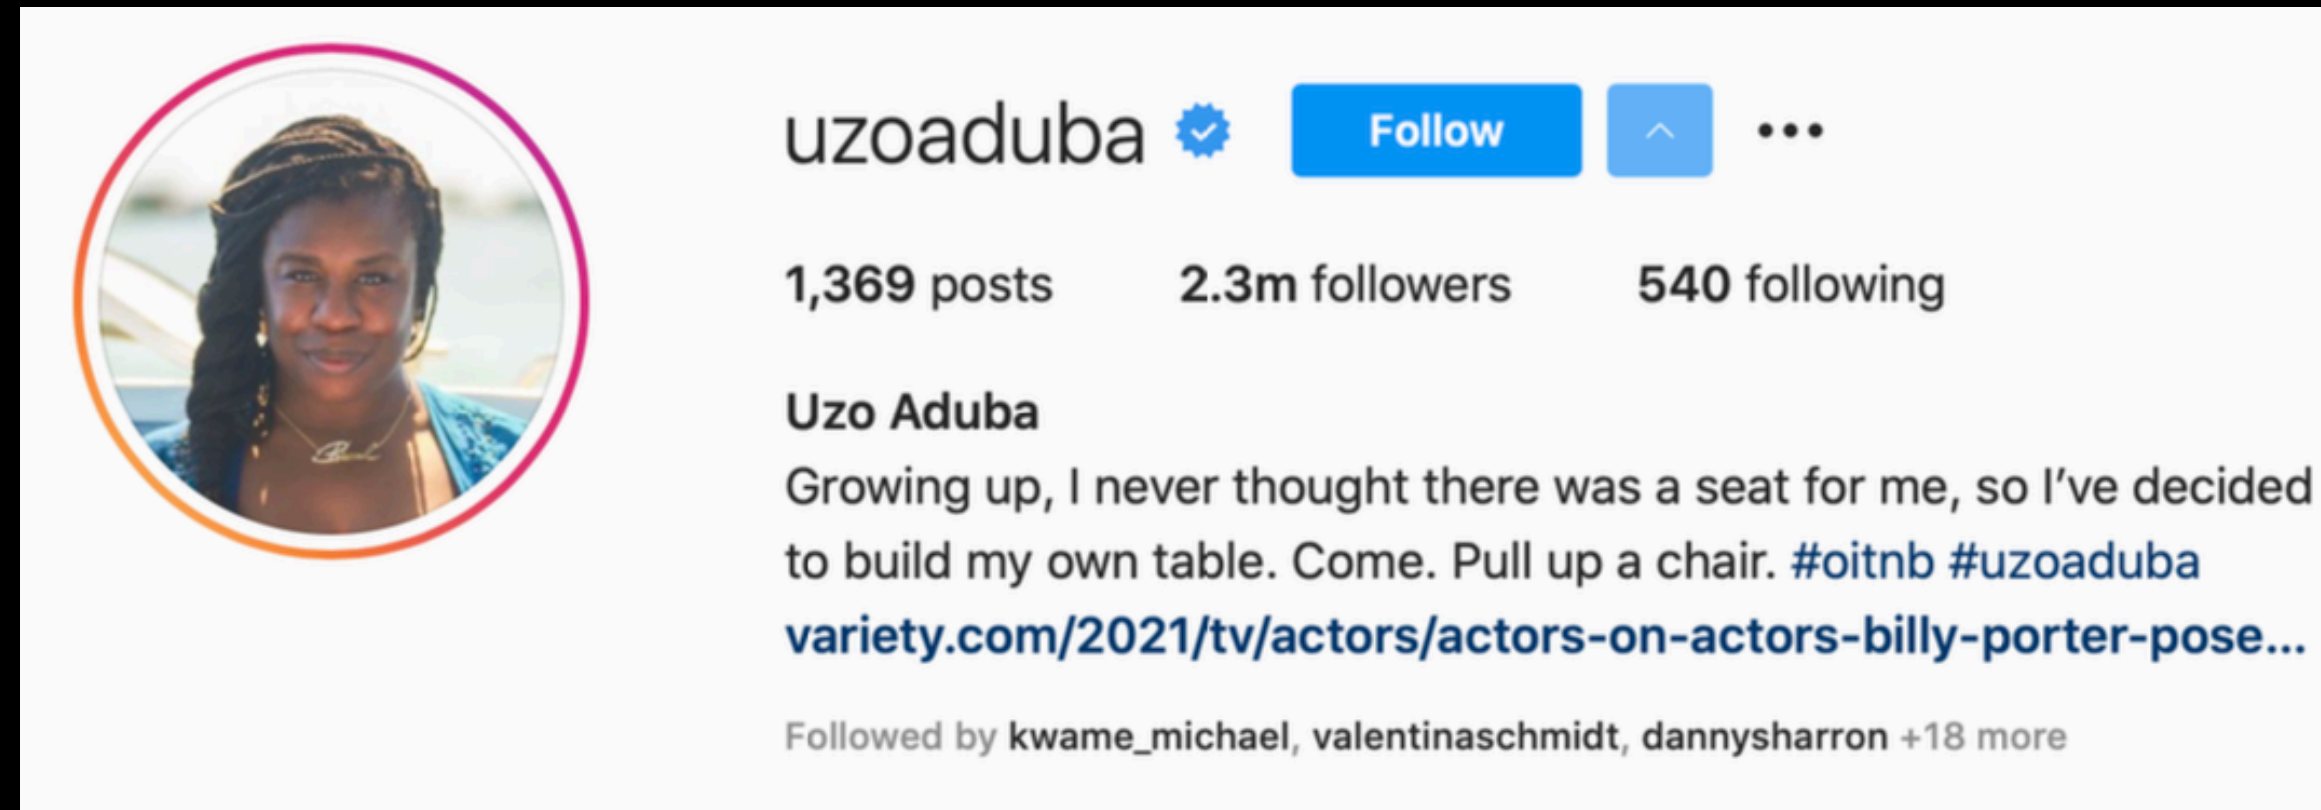 uzoaduba Follow
1,369 posts 2.3m followers 540 following
Uzo Aduba
Growing up, I never thought there was a seat for me, so I’ve decided
to build my own table. Come. Pull up a chair. #oitnb #uzoaduba
variety.com/2021/tv/actors/actors-on-actors-billy-porter-pose...
Followed by kwame_michael, valentinaschmidt, dannysharron +18 more